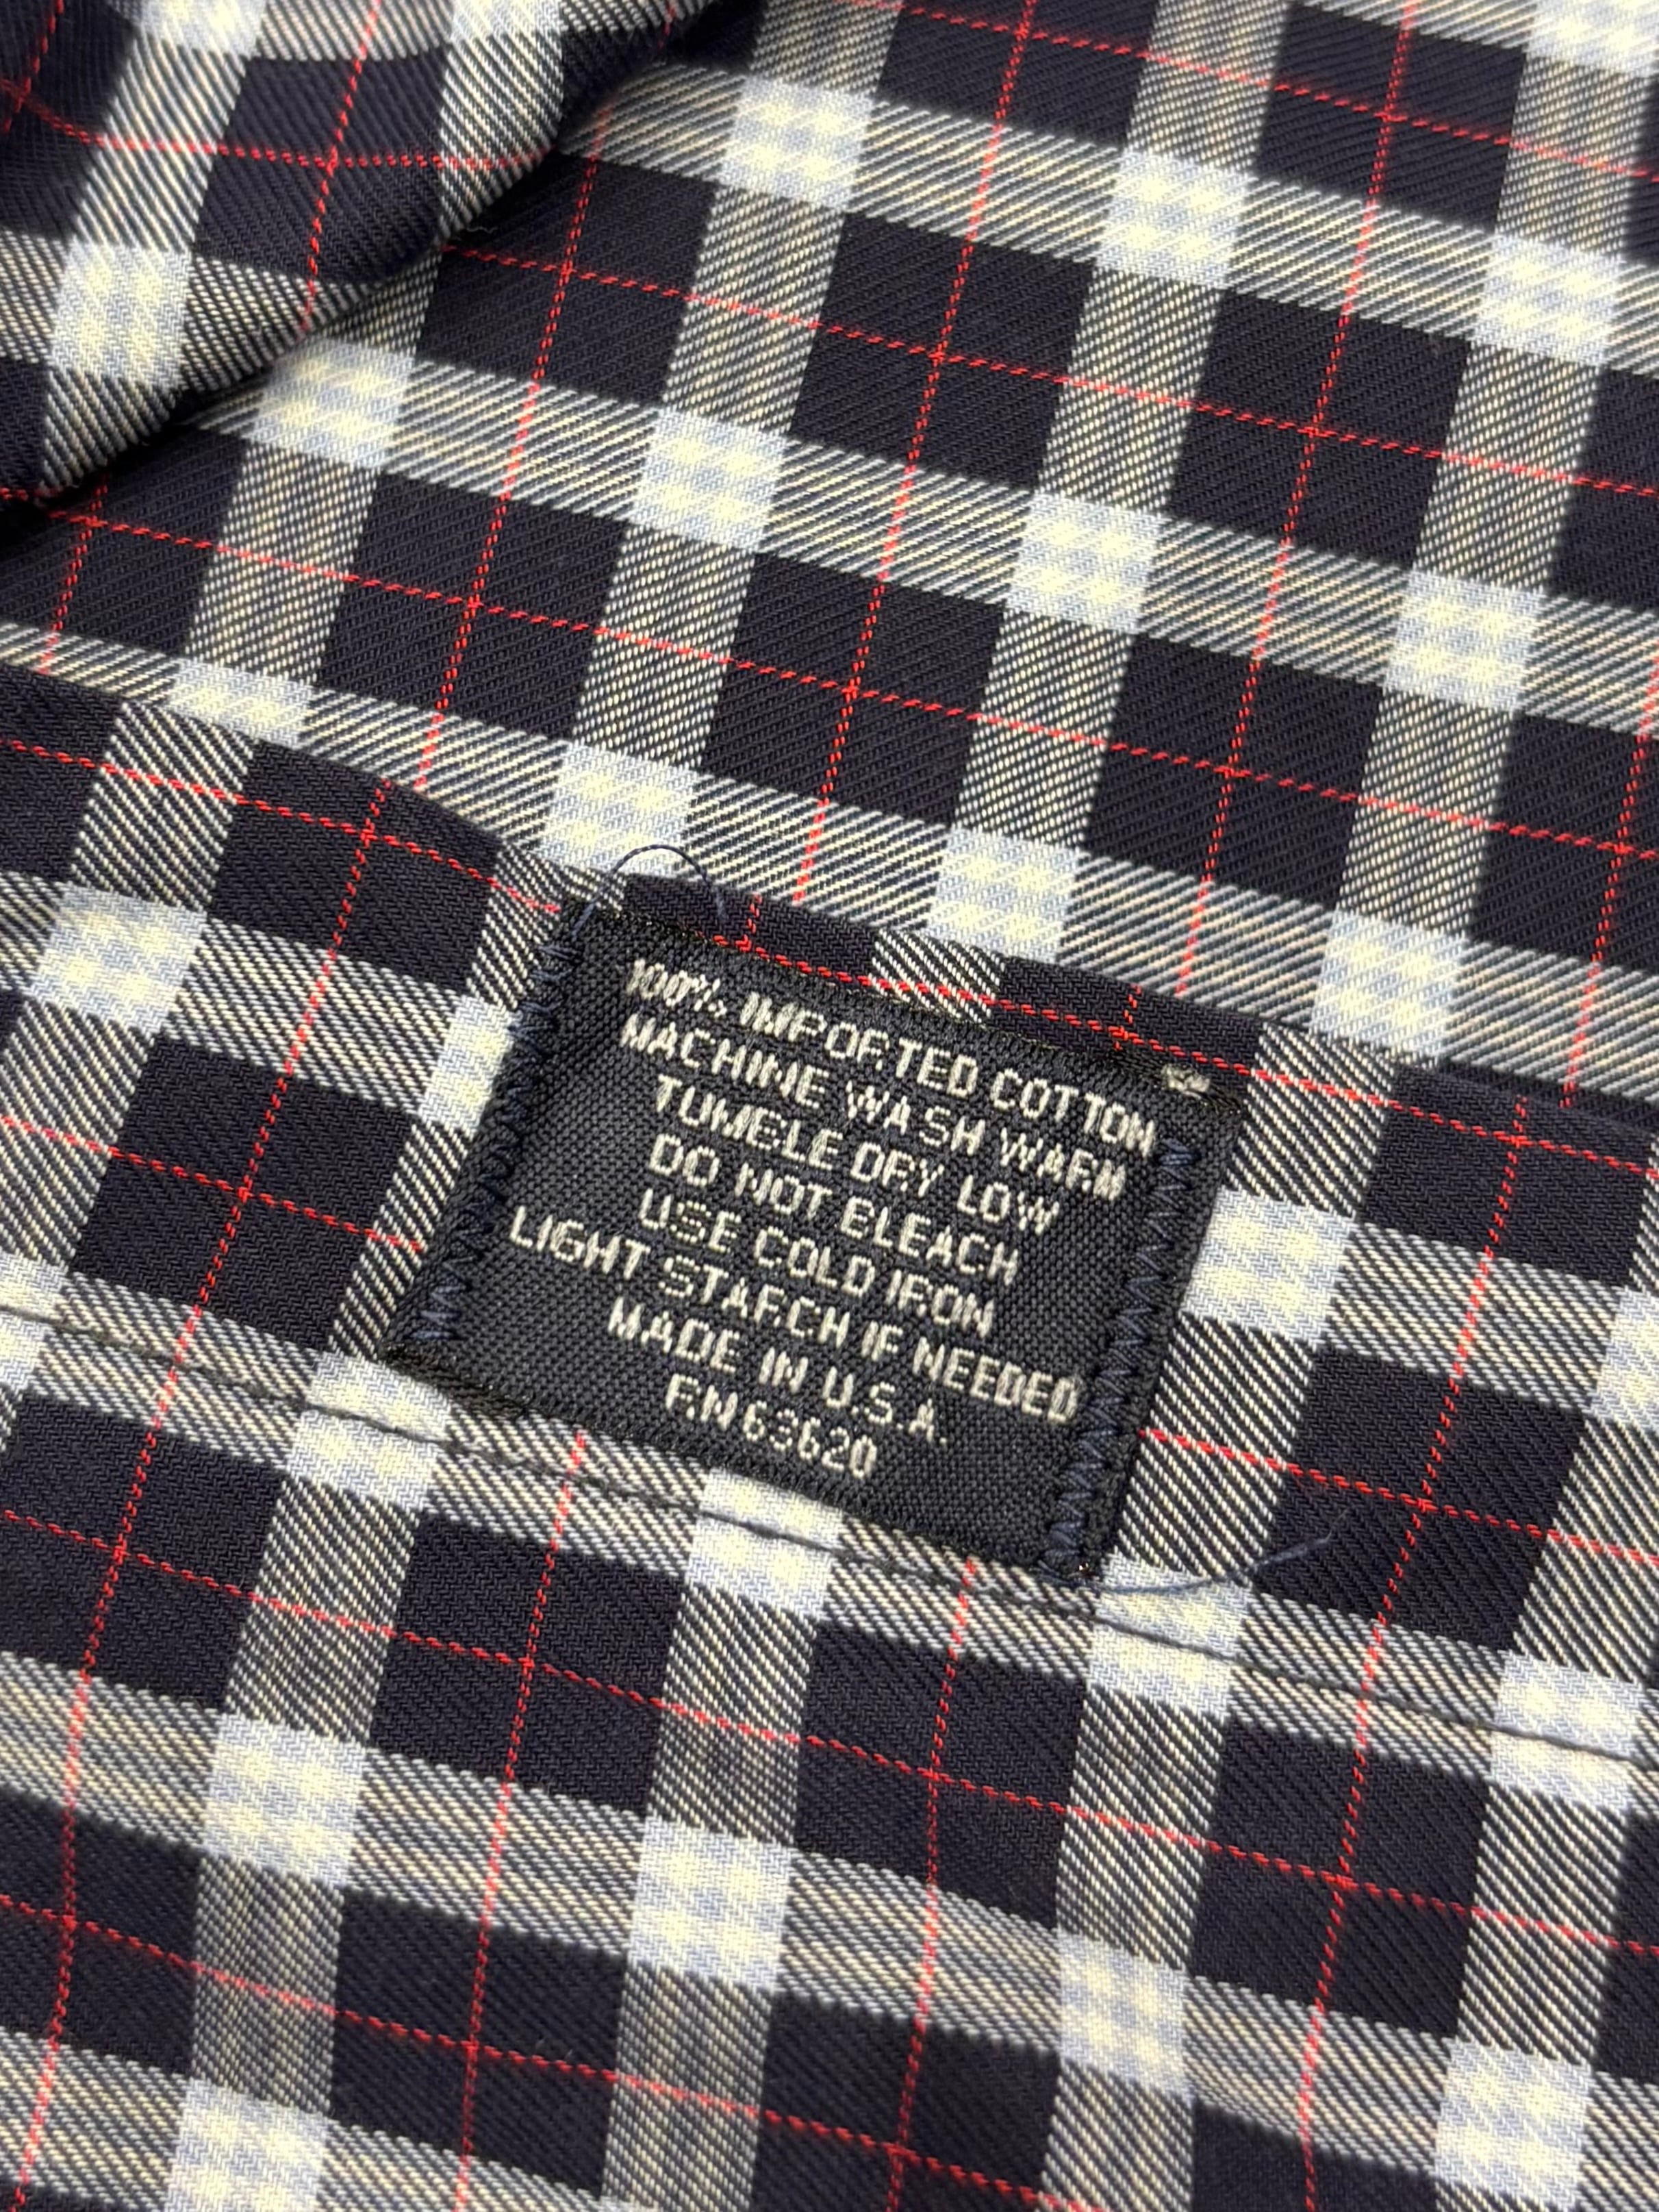 100% IMPORTED COTTON
MACHINE WASH WARM
TUMBLE DRY LOW
DO NOT BLEACH
USE COLD IRON
LIGHT STARCH IF NEEDED
MADE IN U.S.A.
RN 63620